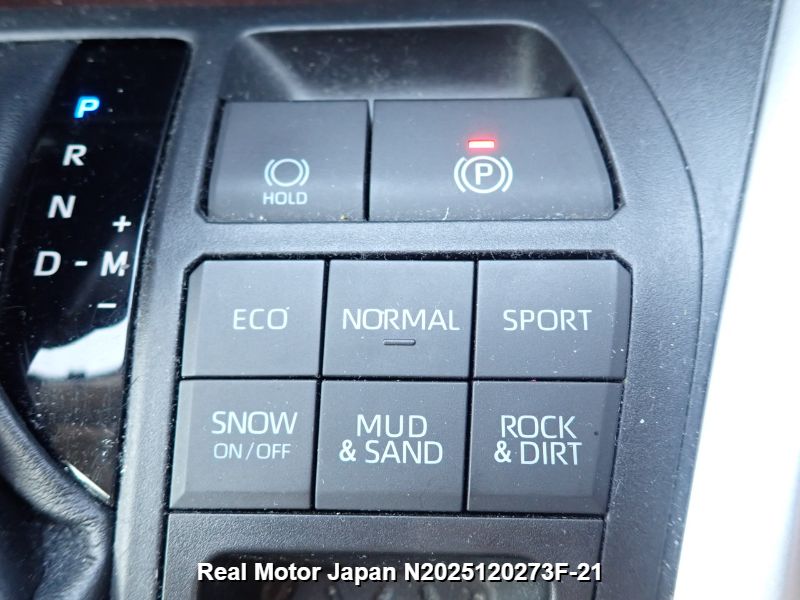 P
R
N
+
D - M
-
HOLD
(P)
ECO NORMAL SPORT
SNOW
ON/OFF
MUD
& SAND
ROCK
& DIRT
Real Motor Japan N2025120273F-21